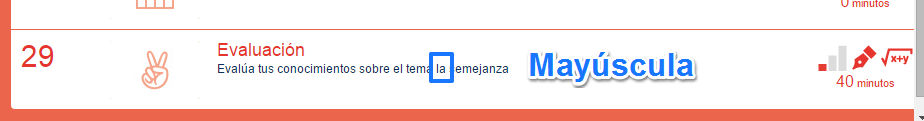 0 minutos
29
Evaluación
Evalúa tus conocimientos sobre el tema la semejanza
Mayúscula
√x+y
40 minutos